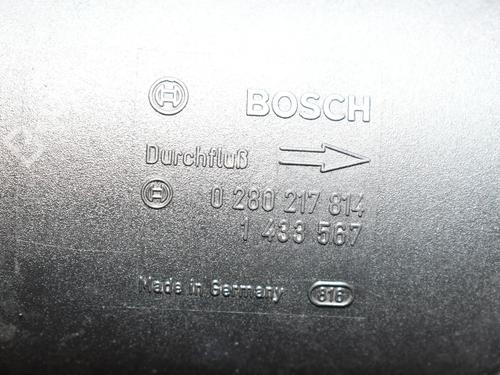 BOSCH
Durchfluß
0 280 217 814
1 433 567
Made in Germany 816